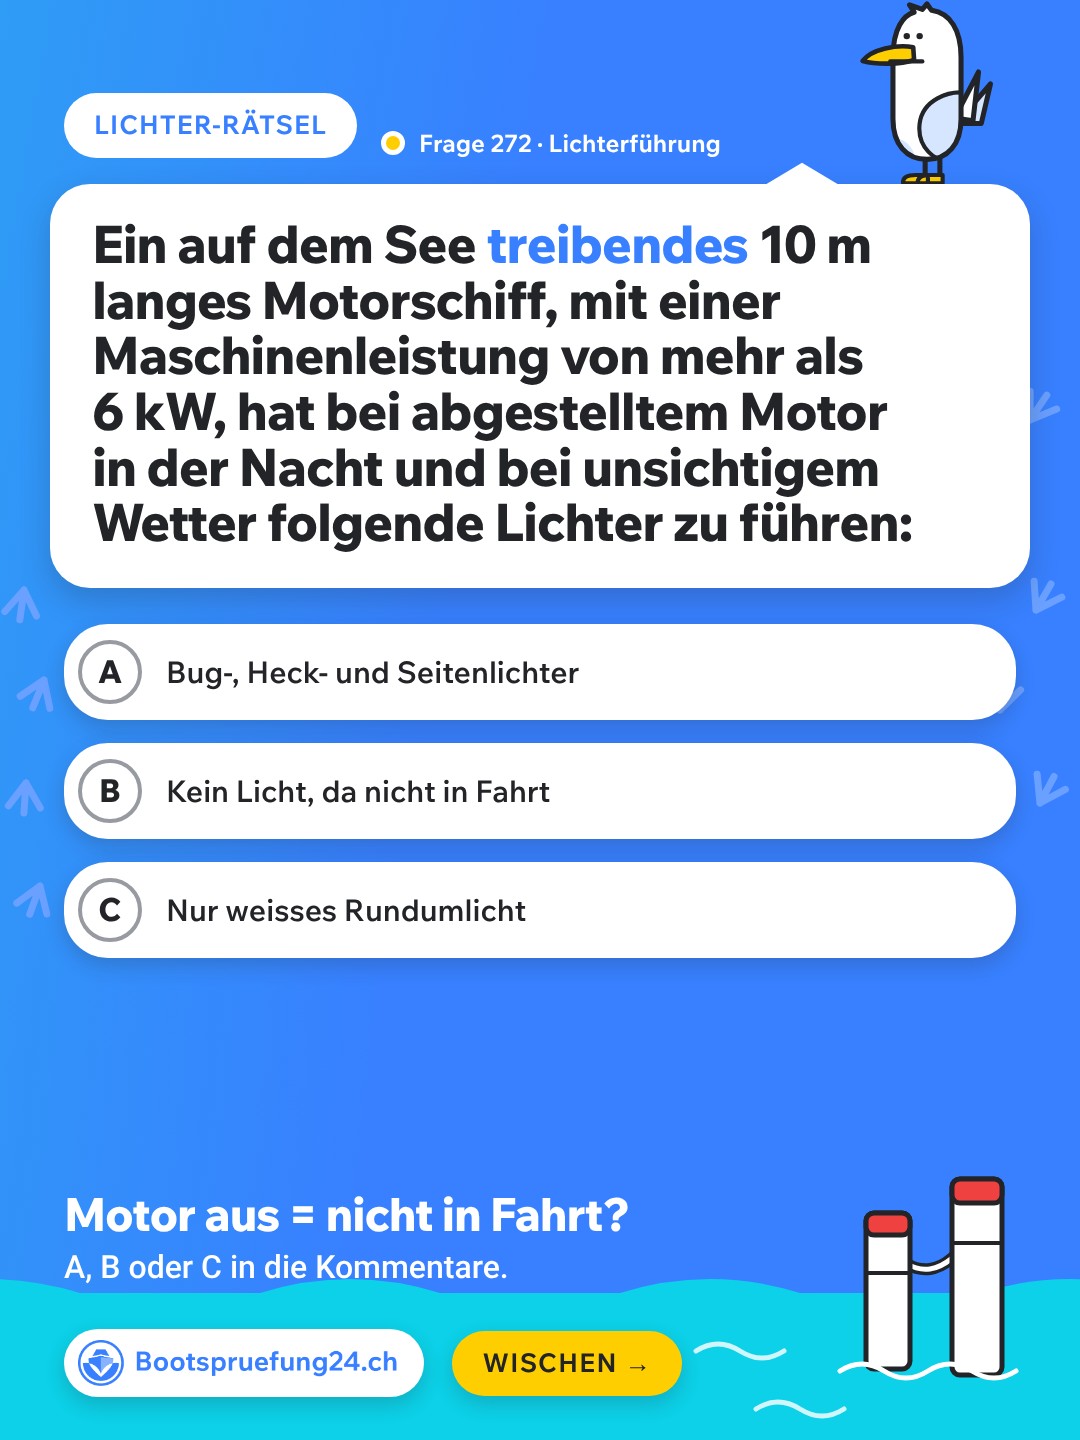 LICHTER-RÄTSEL
Frage 272 · Lichterführung
Ein auf dem See treibendes 10 m
langes Motorschiff, mit einer
Maschinenleistung von mehr als
6 kW, hat bei abgestelltem Motor
in der Nacht und bei unsichtigem
Wetter folgende Lichter zu führen:
A Bug-, Heck- und Seitenlichter
B Kein Licht, da nicht in Fahrt
C Nur weisses Rundumlicht
Motor aus = nicht in Fahrt?
A, B oder C in die Kommentare.
Bootspruefung24.ch
WISCHEN →